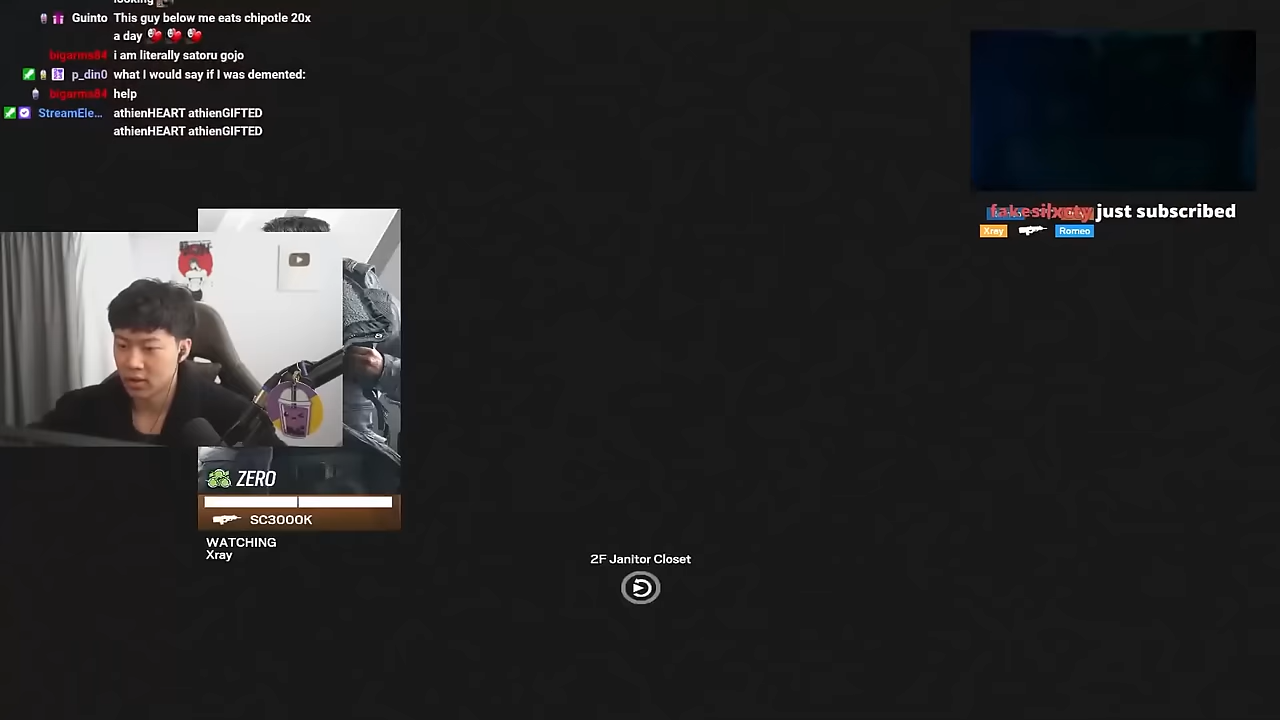 Guinto This guy below me eats chipotle 20x
a day
bigarms84 i am literally satoru gojo
p_din0 what I would say if I was demented:
bigarms84 help
StreamEle... athienHEART athienGIFTED
athienHEART athienGIFTED
fakesilxcty just subscribed
Xray Romeo
ZERO
SC3000K
WATCHING
Xray
2F Janitor Closet